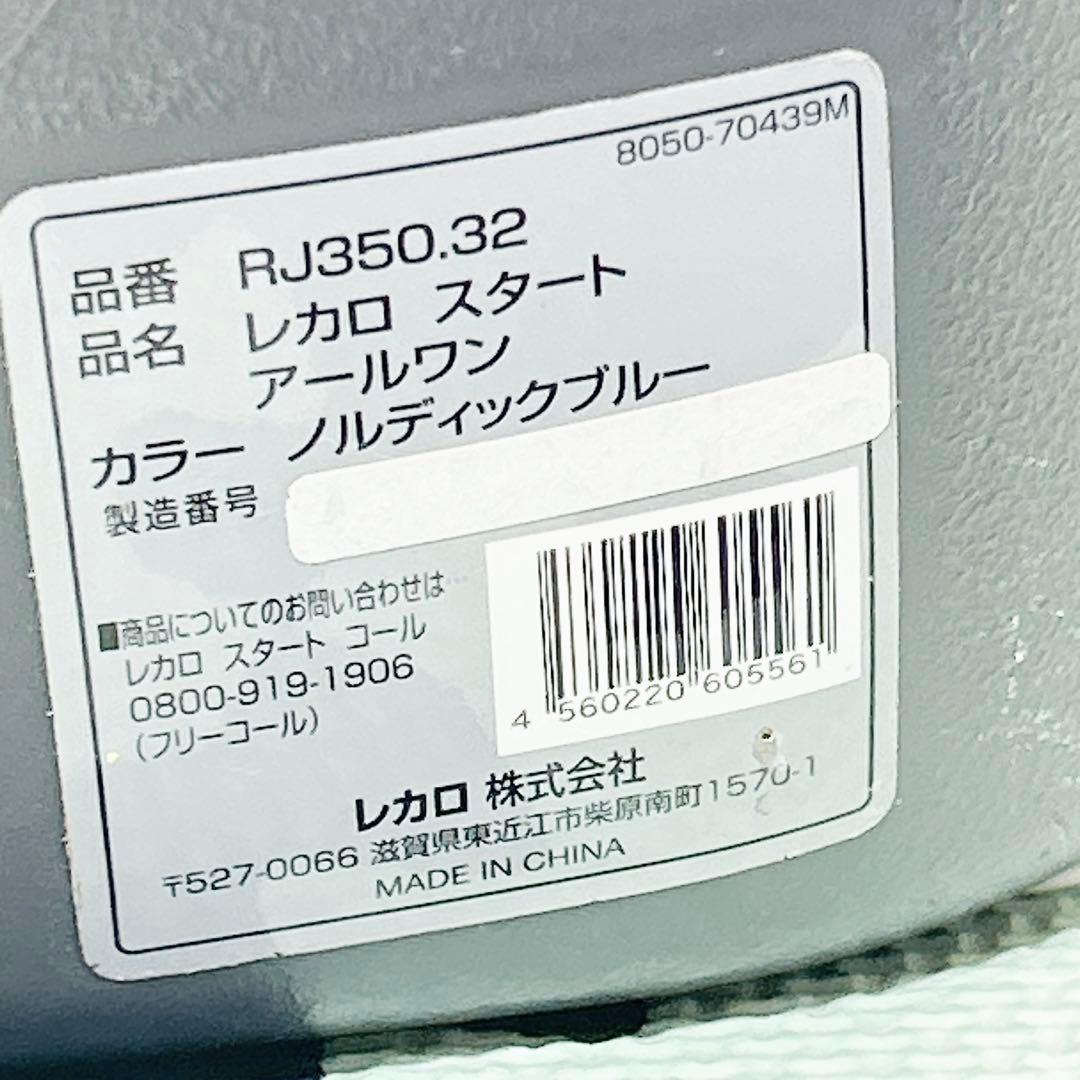 8050-70439M
品番 RJ350.32
品名 レカロ スタート
アールワン
カラー ノルディックブルー
製造番号
■商品についてのお問い合わせは…
レカロ スタート コール
0800-919-1906
(フリーコール)
4 560220 605561
レカロ 株式会社
〒527-0066 滋賀県東近江市柴原南町1570-1
MADE IN CHINA